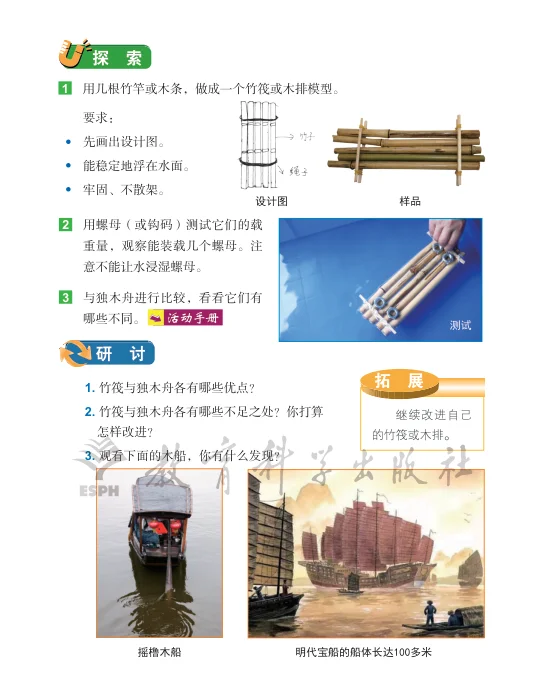 探 索
1 用几根竹竿或木条，做成一个竹筏或木排模型。
要求：
• 先画出设计图。
• 能稳定地浮在水面。
• 牢固、不散架。
竹子
绳子
设计图
样品
2 用螺母（或钩码）测试它们的载
重量，观察能装载几个螺母。注
意不能让水浸湿螺母。
测试
3 与独木舟进行比较，看看它们有
哪些不同。 活动手册
研 讨
1. 竹筏与独木舟各有哪些优点？
2. 竹筏与独木舟各有哪些不足之处？你打算
怎样改进？
3. 观看下面的木船，你有什么发现？
拓 展
继续改进自己
的竹筏或木排。
ESPH 教育科学出版社
摇橹木船
明代宝船的船体长达100多米